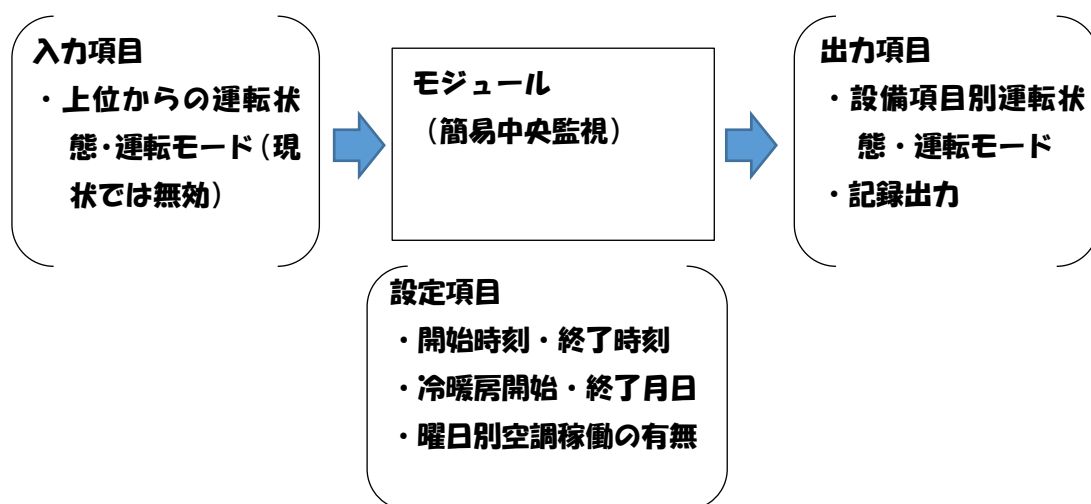 入力項目
・上位からの運転状
態・運転モード(現
状では無効)
モジュール
(簡易中央監視)
出力項目
・設備項目別運転状
態・運転モード
・記録出力
設定項目
・開始時刻・終了時刻
・冷暖房開始・終了月日
・曜日別空調稼働の有無